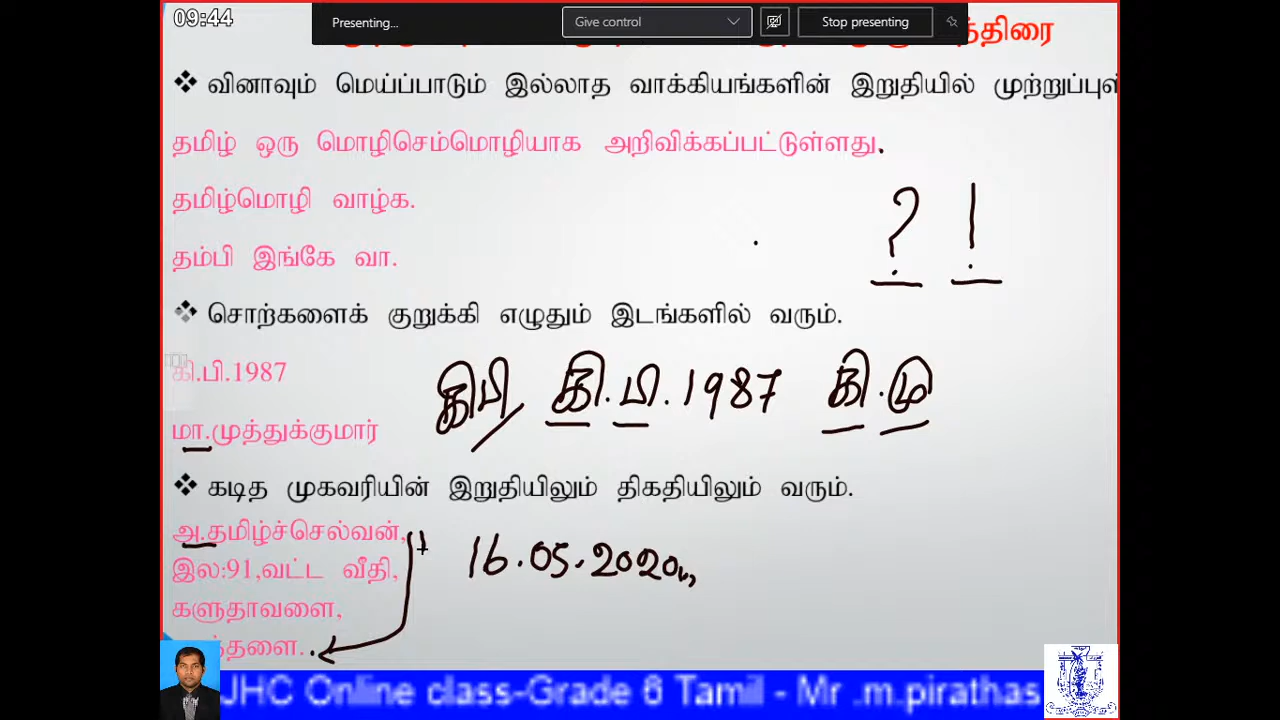 09:44
Presenting...
Give control
Stop presenting
வினாவும் மெய்ப்பாடும் இல்லாத வாக்கியங்களின் இறுதியில் முற்றுப்புள்
தமிழ் ஒரு மொழிசெம்மொழியாக அறிவிக்கப்பட்டுள்ளது.
தமிழ்மொழி வாழ்க.
? !
தம்பி இங்கே வா.
சொற்களைக் குறுக்கி எழுதும் இடங்களில் வரும்.
கி.பி.1987
கிபி கி.பி.1987 கி.மு
மா.முத்துக்குமார்
கடித முகவரியின் இறுதியிலும் திகதியிலும் வரும்.
அ.தமிழ்ச்செல்வன்,
16.05.2020
இல:91,வட்ட வீதி,
களுதாவளை,
JHC Online class-Grade 6 Tamil - Mr .m.pirathas